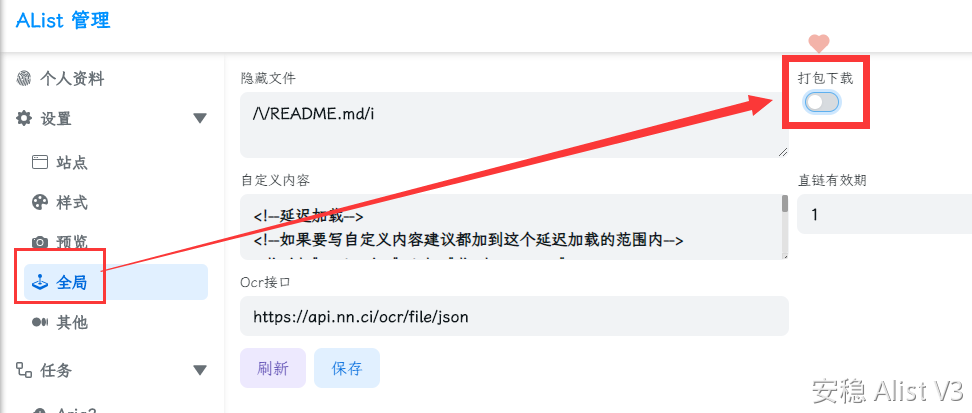 AList 管理
个人资料
设置
站点
样式
预览
全局
其他
任务
隐藏文件
/\/README.md/i
打包下载
自定义内容
<!--延迟加载-->
<!--如果要写自定义内容建议都加到这个延迟加载的范围内-->
直链有效期
1
Ocr接口
https://api.nn.ci/ocr/file/json
刷新
保存
安稳 Alist V3